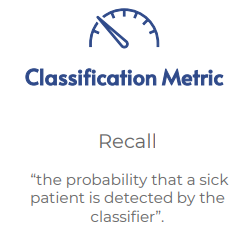 Classification Metric
Recall
“the probability that a sick
patient is detected by the
classifier”.